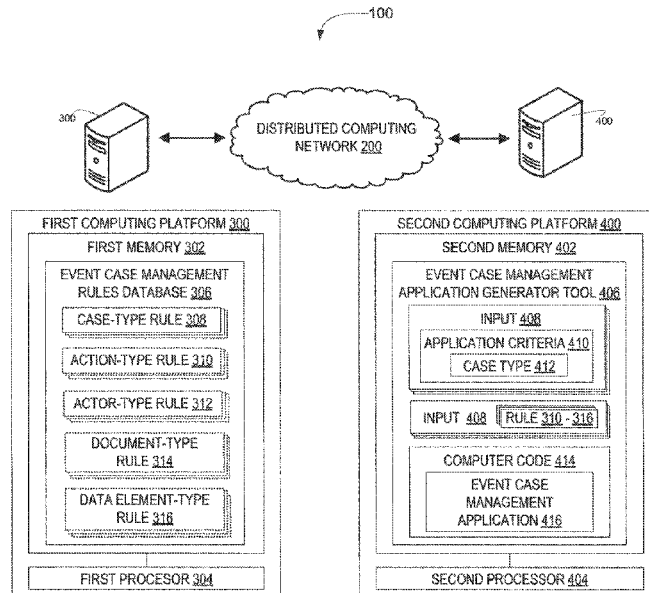 100
300
DISTRIBUTED COMPUTING
NETWORK 200
400
FIRST COMPUTING PLATFORM 300
FIRST MEMORY 302
EVENT CASE MANAGEMENT
RULES DATABASE 306
CASE-TYPE RULE 308
ACTION-TYPE RULE 310
ACTOR-TYPE RULE 312
DOCUMENT-TYPE
RULE 314
DATA ELEMENT-TYPE
RULE 316
FIRST PROCESOR 304
SECOND COMPUTING PLATFORM 400
SECOND MEMORY 402
EVENT CASE MANAGEMENT
APPLICATION GENERATOR TOOL 406
INPUT 408
APPLICATION CRITERIA 410
CASE TYPE 412
INPUT 408 RULE 310 - 316
COMPUTER CODE 414
EVENT CASE
MANAGEMENT
APPLICATION 416
SECOND PROCESSOR 404